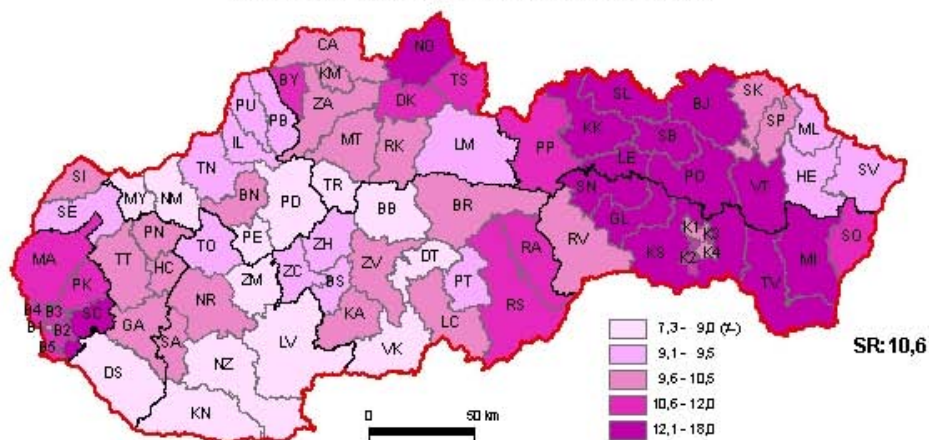 CA
NO
KM
BY
TS
ZA
DK
PU
PB
IL
MT
RK
LM
TN
PP
SL
BJ
KK
SB
LE
PO
VT
SK
SP
ML
HE
SV
SI
SE
MY
NM
BN
PD
TR
BB
BR
SN
GL
PN
TO
PE
ZH
ZV
DT
PT
RA
RV
KS
K1
K3
K2
K4
MA
TT
HC
ZM
ZC
BS
TV
MI
SO
PK
NR
KA
RS
LC
B4
B3
SC
B1
B2
B5
GA
SA
LV
VK
DS
NZ
KN
7,3 - 9,0 (‰)
9,1 - 9,5
9,6 - 10,5
10,6 - 12,0
12,1 - 18,0
SR: 10,6
0
50 km